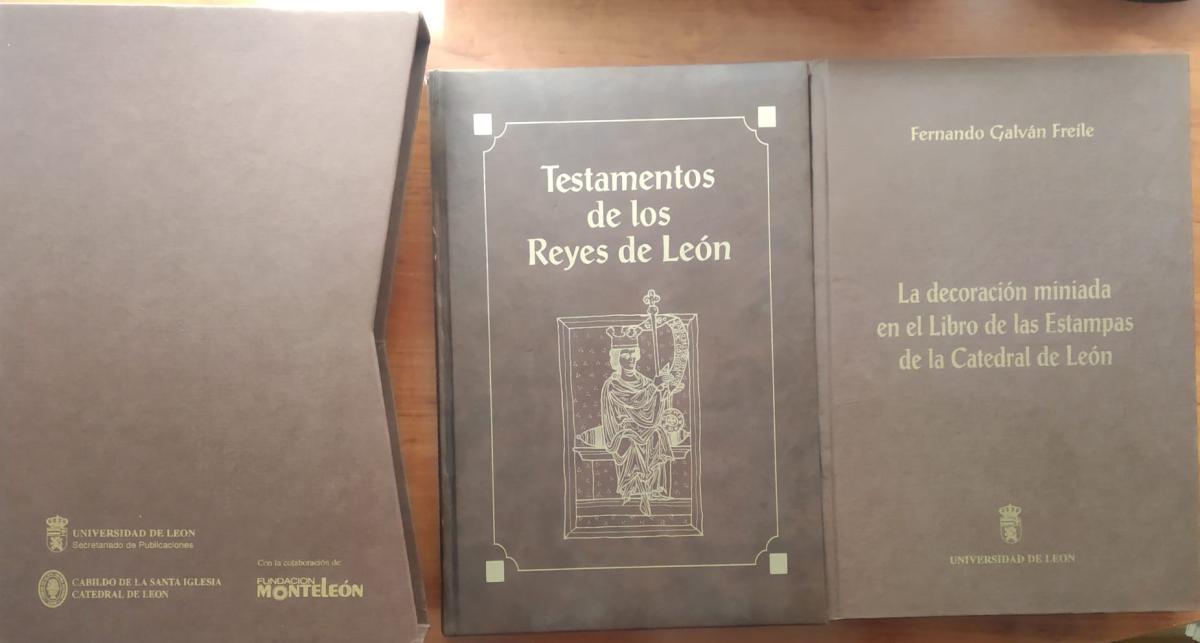 UNIVERSIDAD DE LEON
Secretariado de Publicaciones
CABILDO DE LA SANTA IGLESIA
CATEDRAL DE LEON
Con la colaboración de
FUNDACION
MONTELEÓN
Testamentos
de los
Reyes de León
Fernando Galván Freile
La decoración miniada
en el Libro de las Estampas
de la Catedral de León
UNIVERSIDAD DE LEON